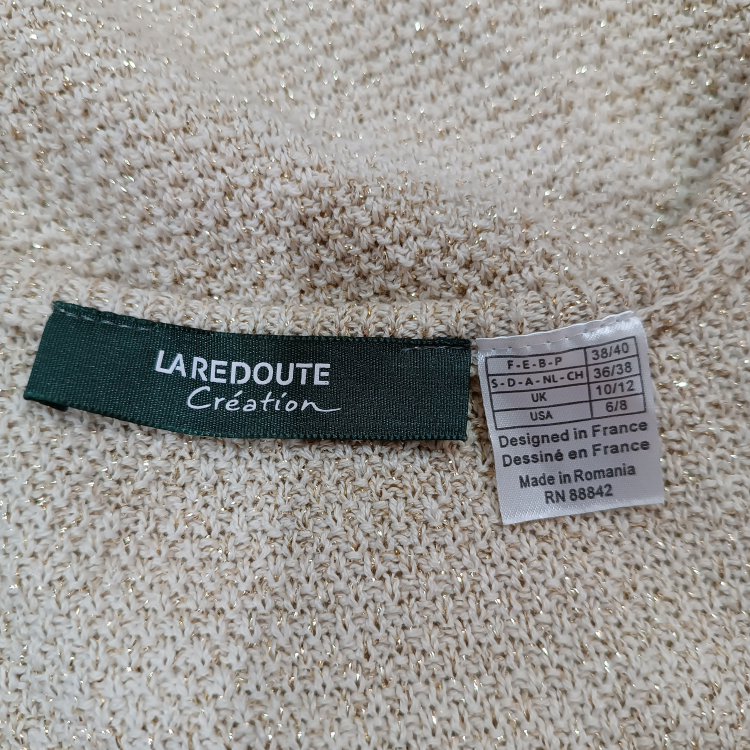 LAREDOUTE
Création
F-E-B-P 38/40
S-D-A-NL-CH 36/38
UK 10/12
USA 6/8
Designed in France
Dessiné en France
Made in Romania
RN 88842